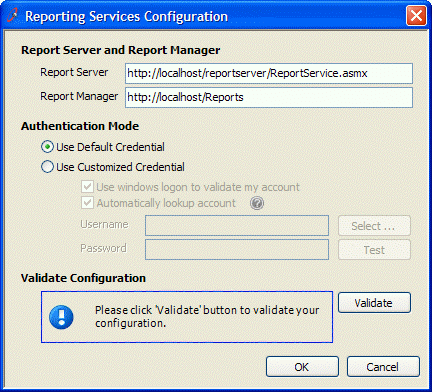 Reporting Services Configuration
Report Server and Report Manager
Report Server http://localhost/reportserver/ReportService.asmx
Report Manager http://localhost/Reports
Authentication Mode
Use Default Credential
Use Customized Credential
Use windows logon to validate my account
Automatically lookup account ?
Username Select ...
Password Test
Validate Configuration
Please click 'Validate' button to validate your
configuration.
Validate
OK Cancel